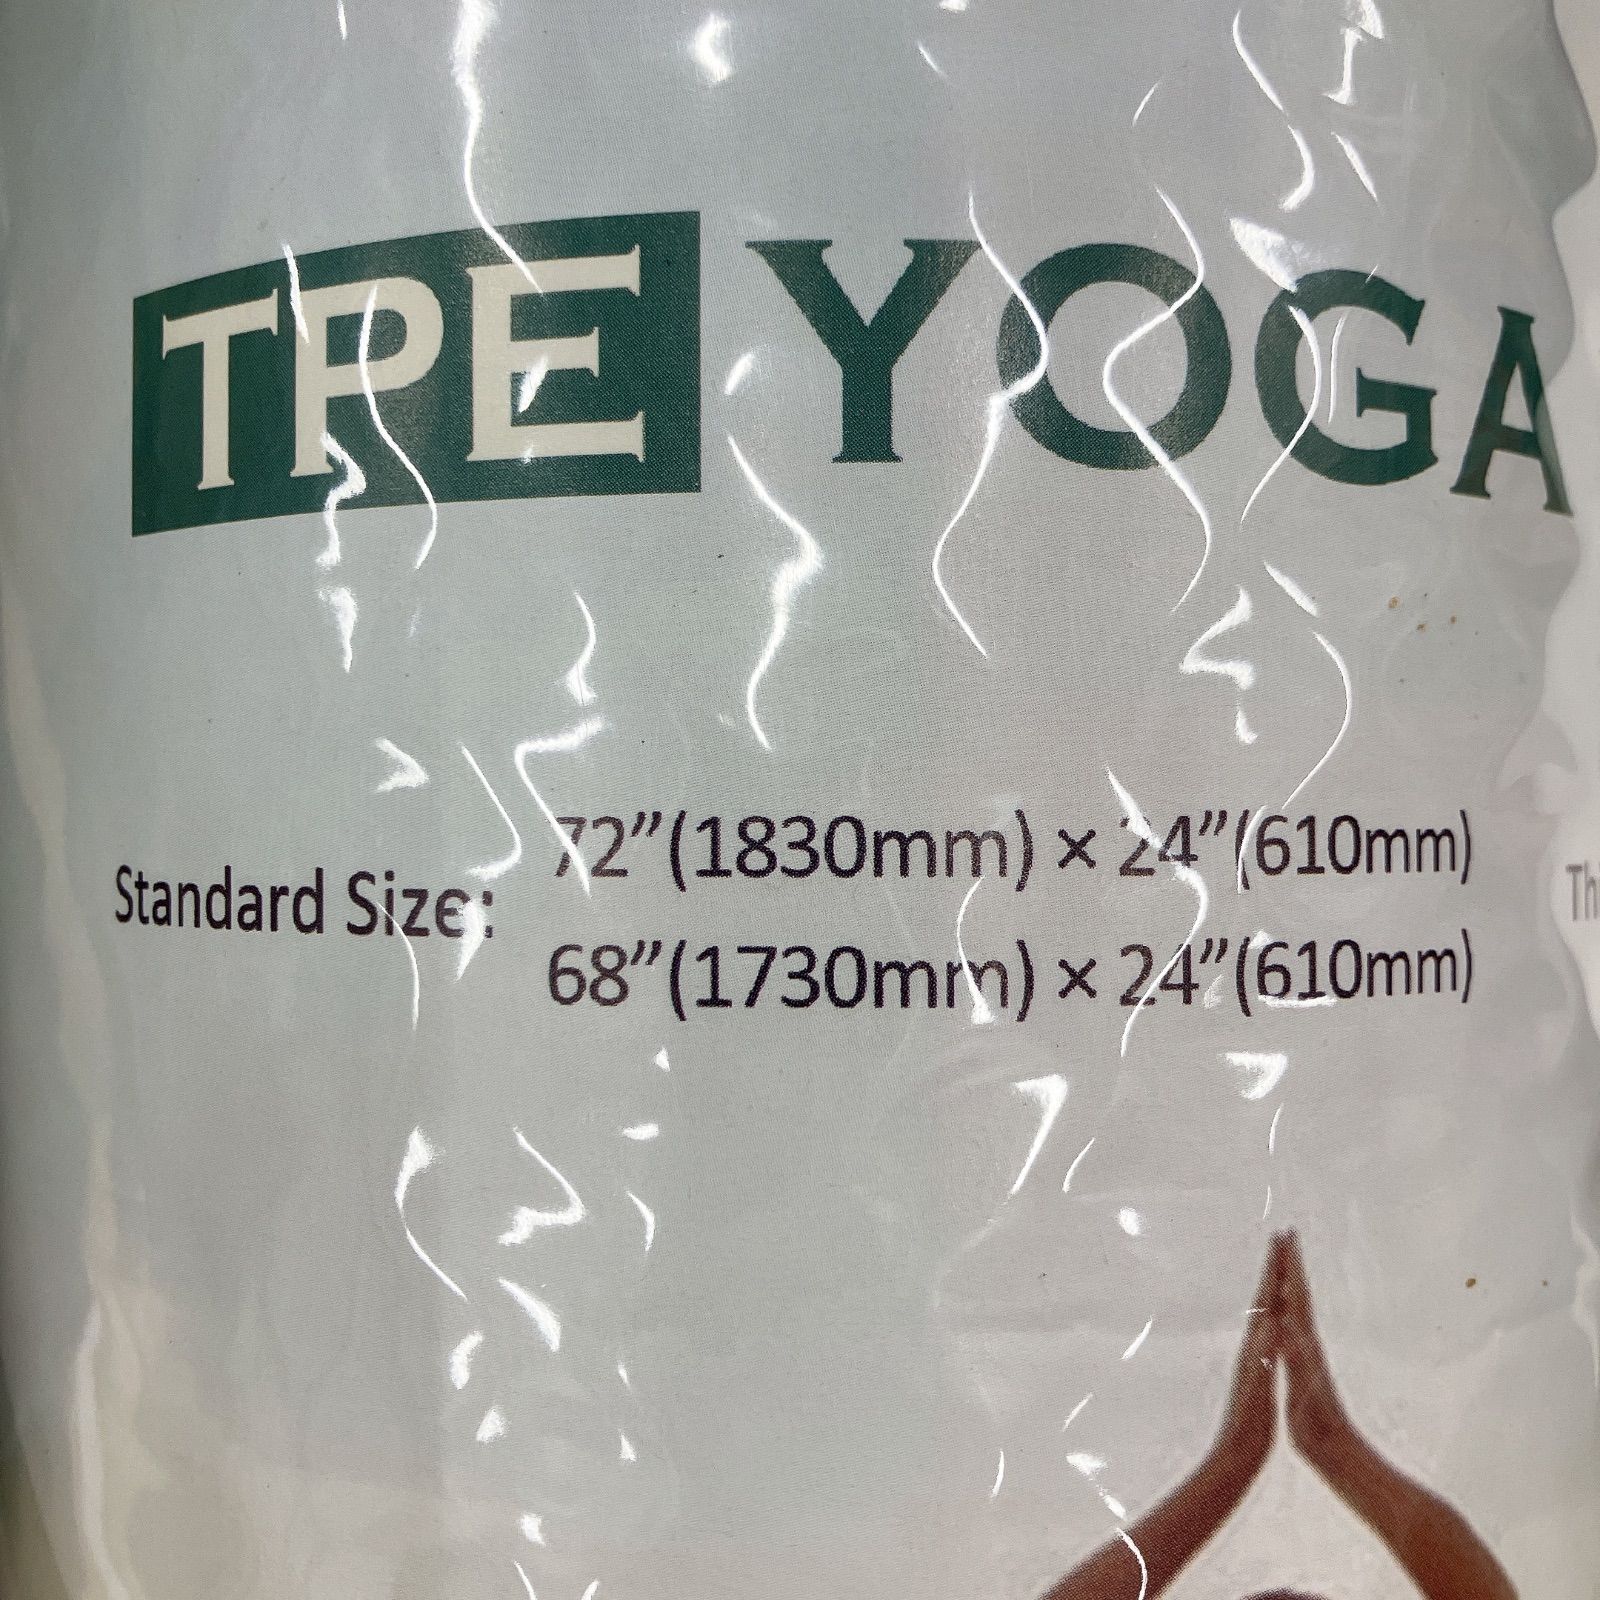 TPE YOGA
72”(1830mm) × 24”(610mm)
Standard Size:
68”(1730mm) × 24”(610mm)